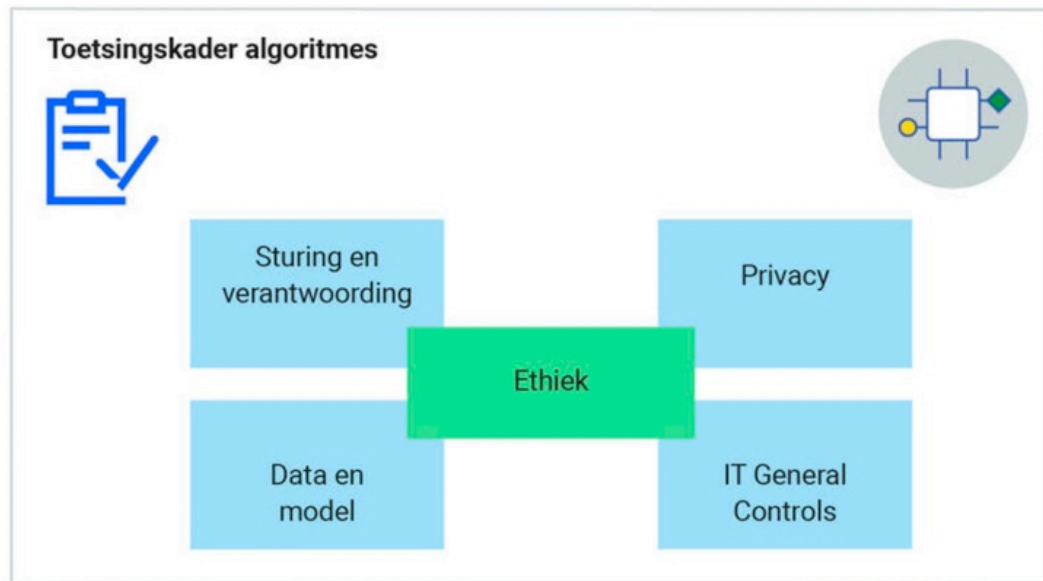 Toetsingskader algoritmes
Sturing en
verantwoording
Privacy
Ethiek
Data en
model
IT General
Controls